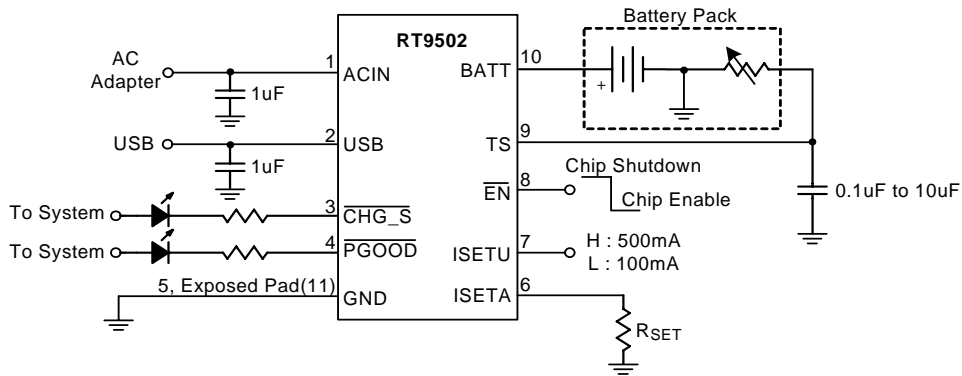 Battery Pack
RT9502
AC
Adapter
1 ACIN
1uF
USB
2 USB
1uF
To System
3 CHG_S
To System
4 PGOOD
5, Exposed Pad(11) GND
BATT 10
+
TS 9
EN 8
Chip Shutdown
Chip Enable
ISETU 7
H : 500mA
L : 100mA
ISETA 6
RSET
0.1uF to 10uF